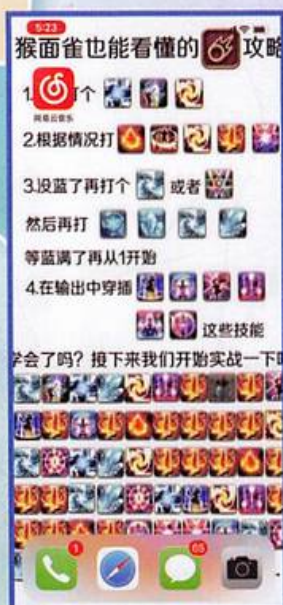 5:23
猴面雀也能看懂的 攻略
1. 打个
网易云音乐
2.根据情况打
3.没蓝了再打个 或者
然后再打
等蓝满了再从1开始
4.在输出中穿插
这些技能
学会了吗?接下来我们开始实战一下
1
65